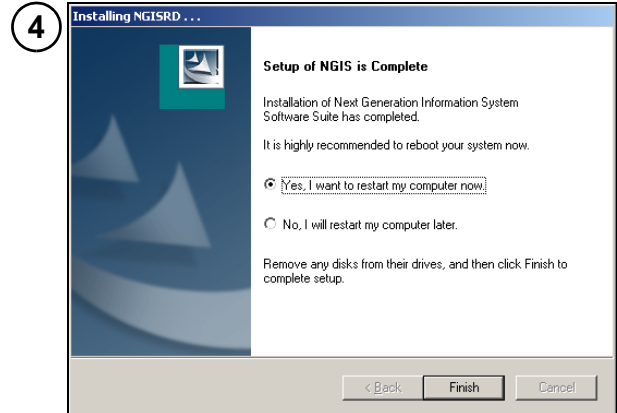 4
Installing NGISRD . . .
Setup of NGIS is Complete
Installation of Next Generation Information System
Software Suite has completed.
It is highly recommended to reboot your system now.
Yes, I want to restart my computer now.
No, I will restart my computer later.
Remove any disks from their drives, and then click Finish to
complete setup.
< Back Finish Cancel